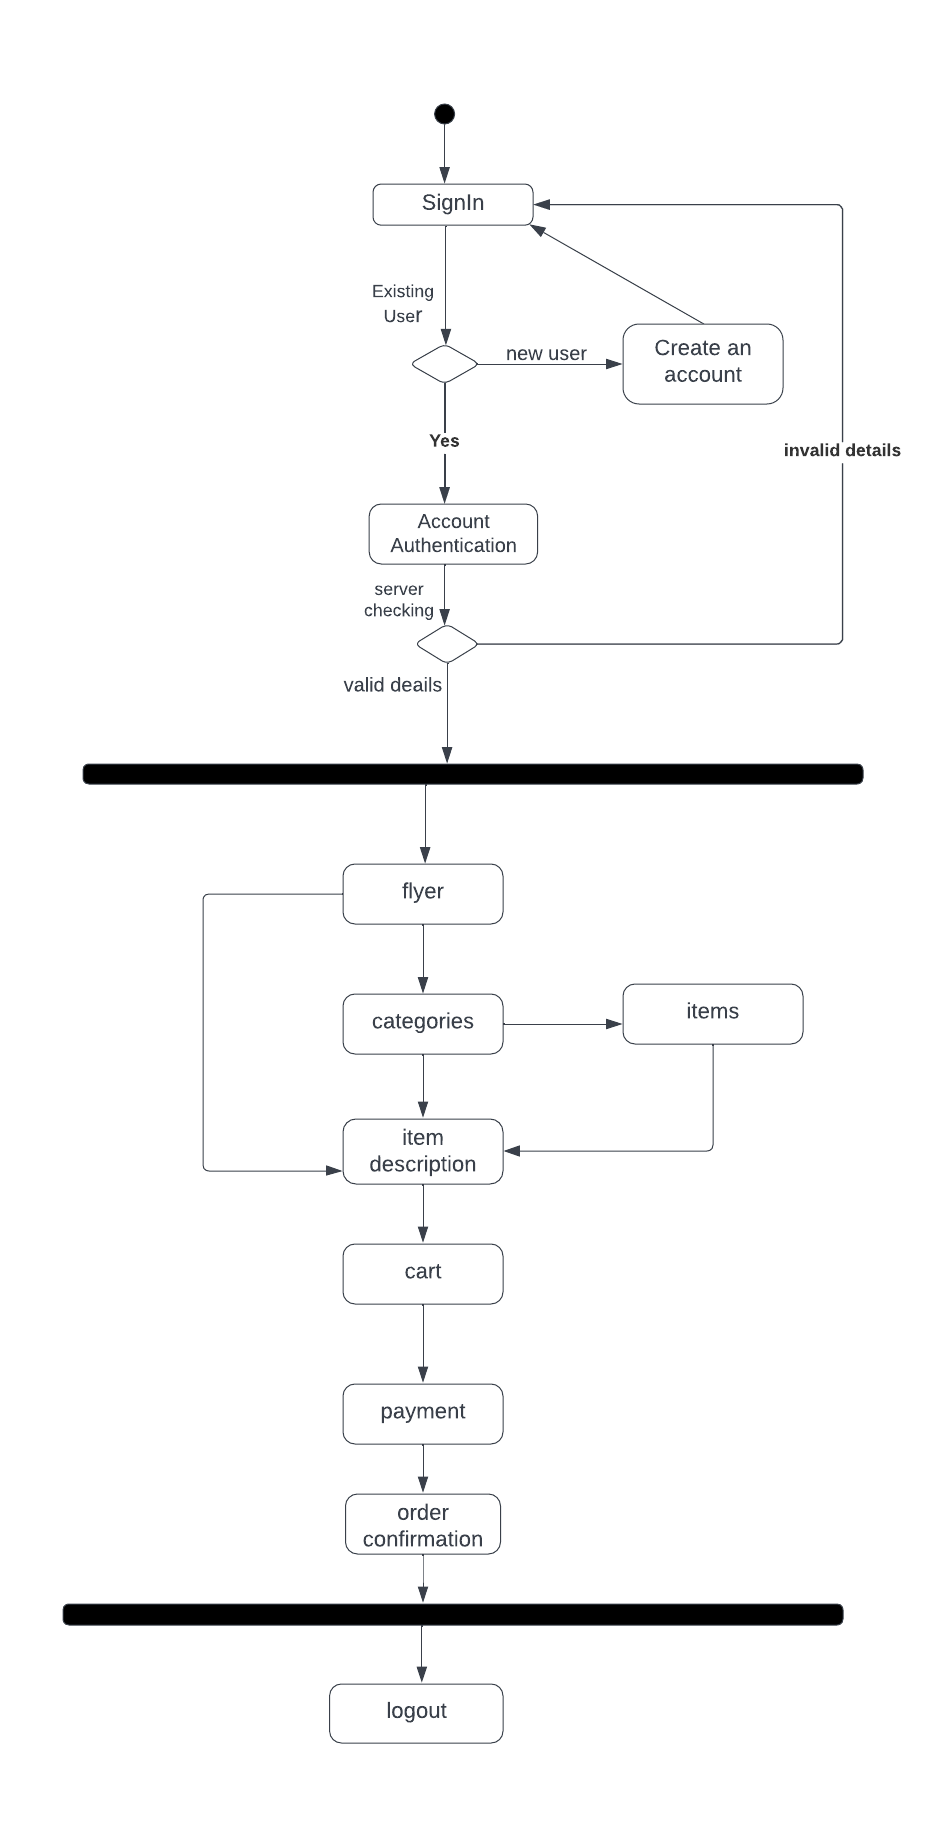 SignIn
Existing
User
new user
Create an
account
Yes
invalid details
Account
Authentication
server
checking
valid deails
flyer
categories
items
item
description
cart
payment
order
confirmation
logout